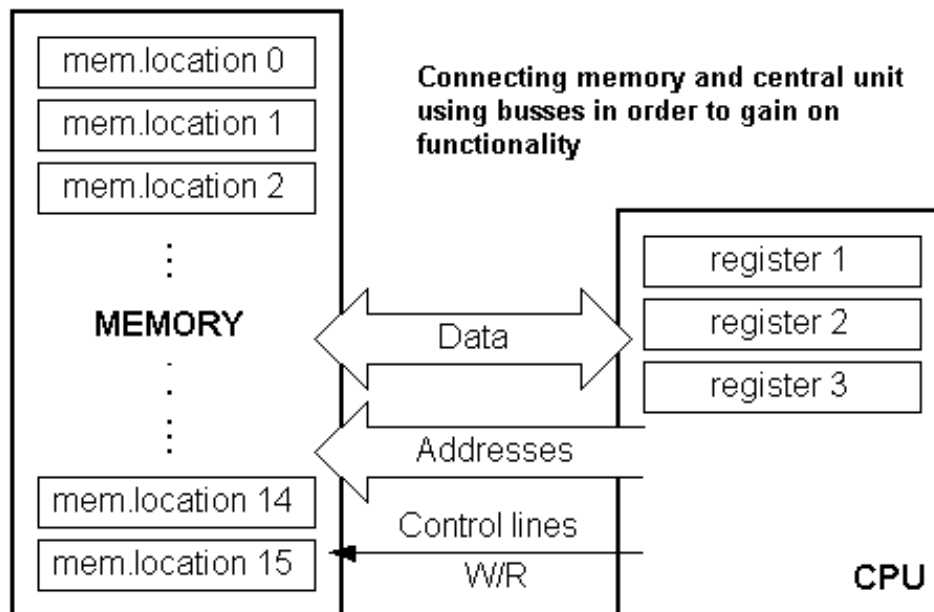 mem.location 0
mem.location 1
mem.location 2
MEMORY
mem.location 14
mem.location 15
Connecting memory and central unit
using busses in order to gain on
functionality
Data
Addresses
Control lines
W/R
register 1
register 2
register 3
CPU